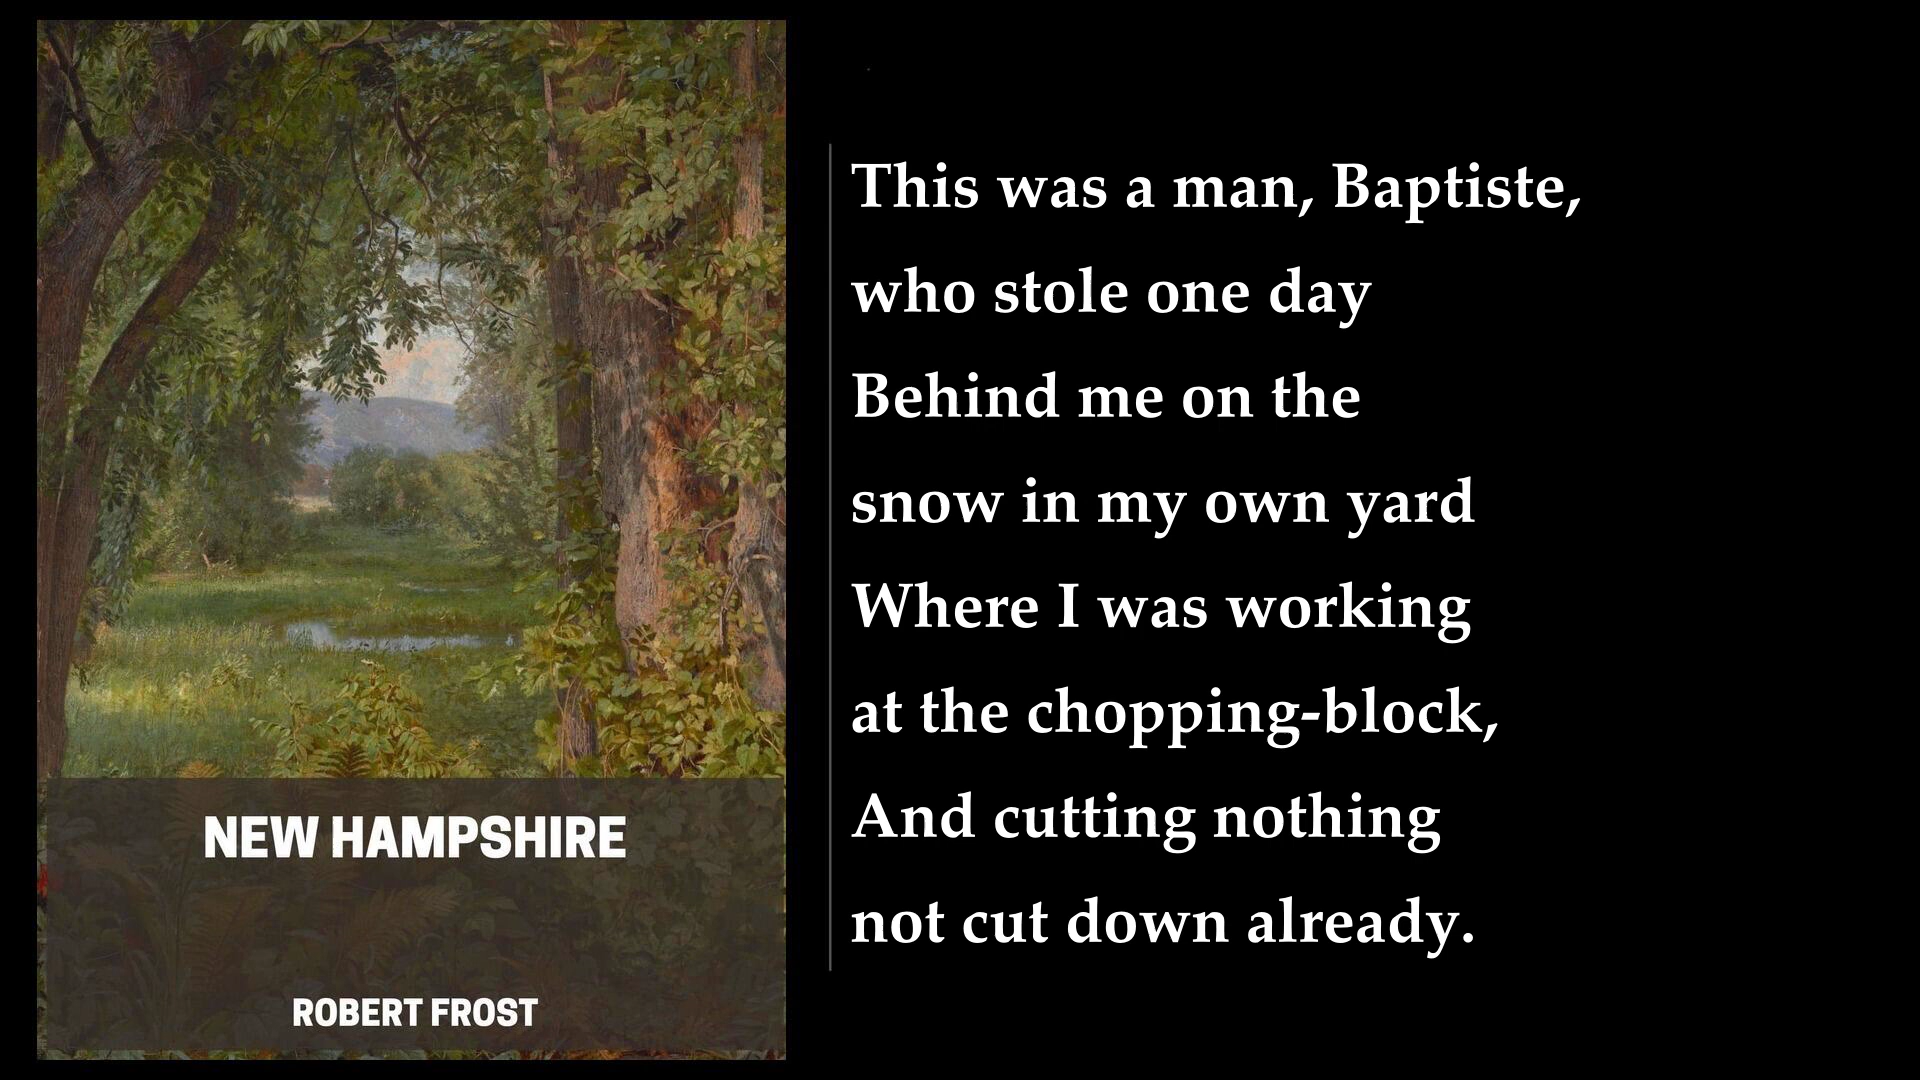 NEW HAMPSHIRE
ROBERT FROST
This was a man, Baptiste,
who stole one day
Behind me on the
snow in my own yard
Where I was working
at the chopping-block,
And cutting nothing
not cut down already.